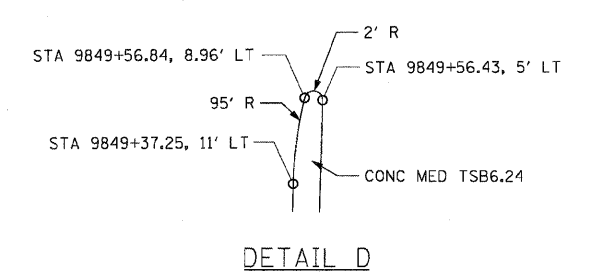 2' R
STA 9849+56.84, 8.96' LT
STA 9849+56.43, 5' LT
95' R
STA 9849+37.25, 11' LT
CONC MED TSB6.24
DETAIL D